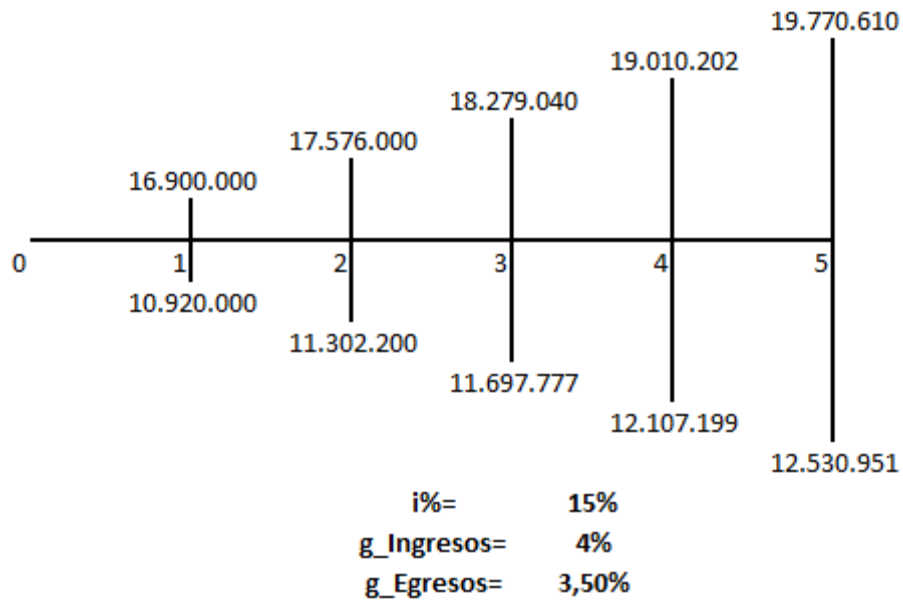 19.770.610
19.010.202
18.279.040
17.576.000
16.900.000
0 1 2 3 4 5
10.920.000
11.302.200
11.697.777
12.107.199
12.530.951
i%= 15%
g_Ingresos= 4%
g_Egresos= 3,50%